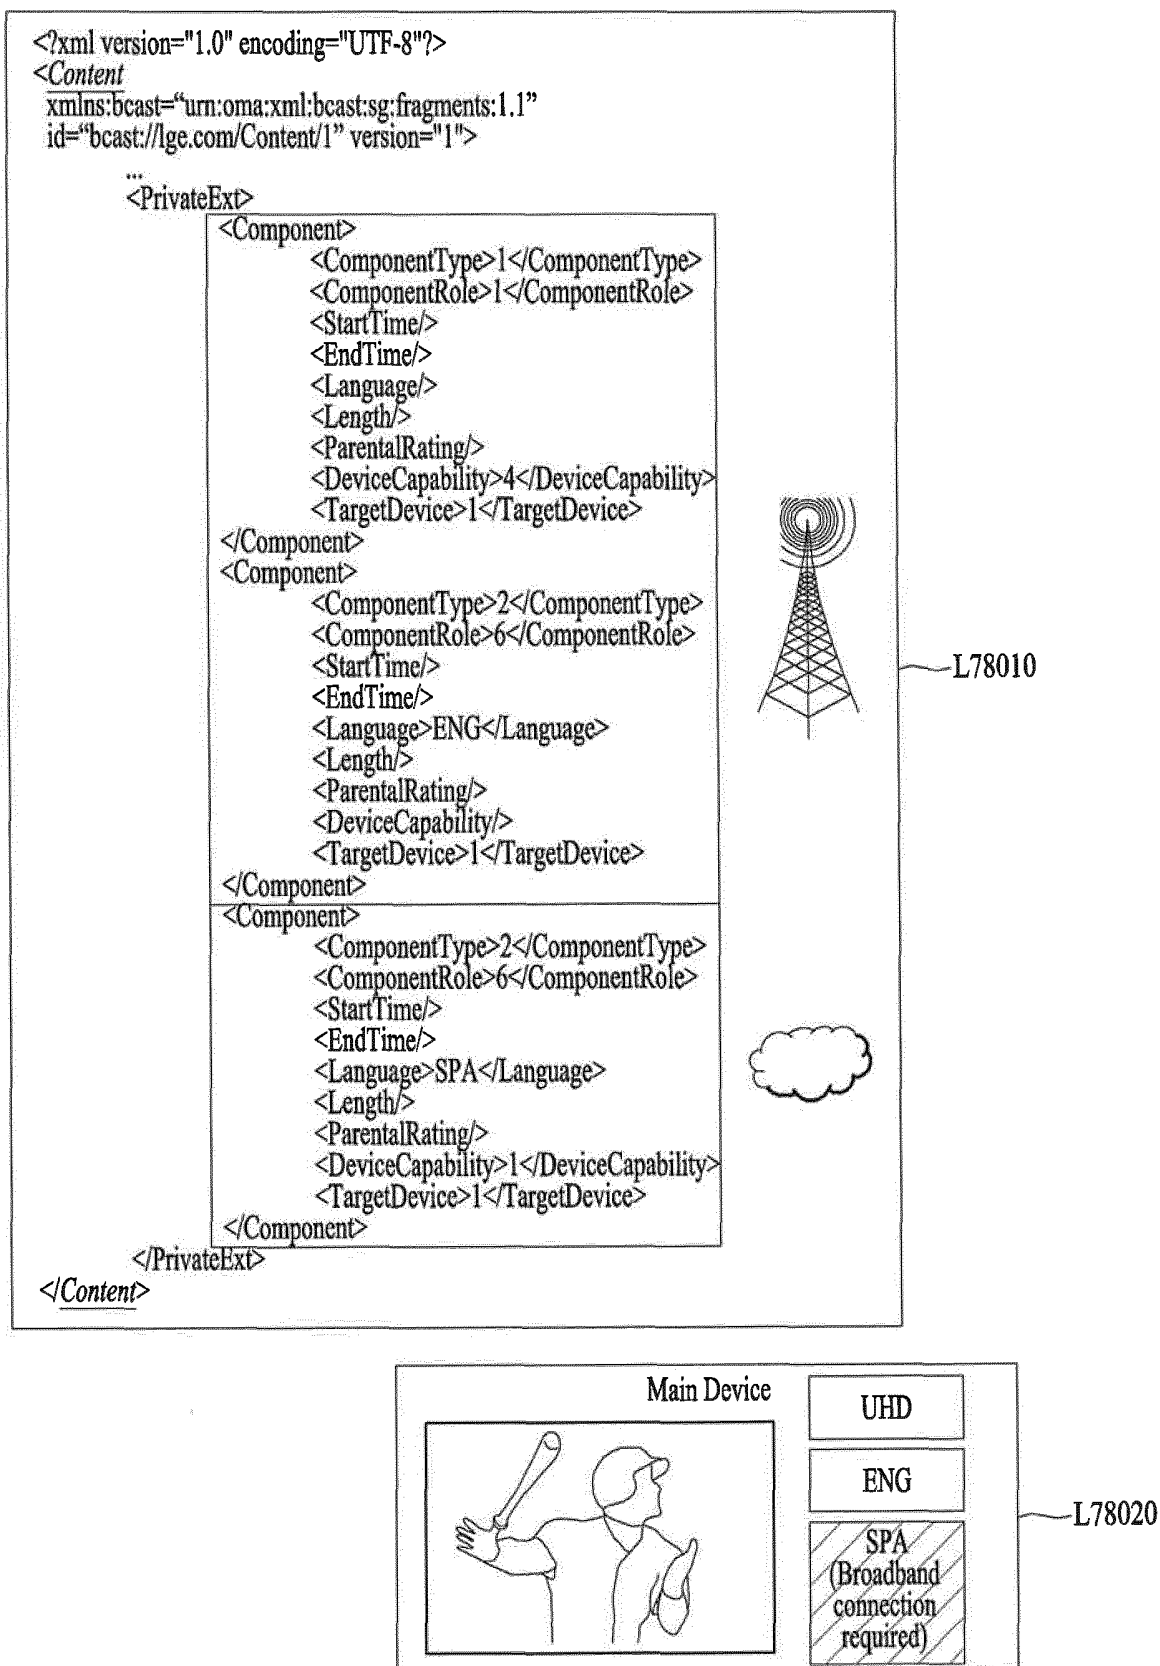 <?xml version="1.0" encoding="UTF-8"?>
<Content
xmlns:bcast=“urn:oma:xml:bcast:sg:fragments:1.1”
id=“bcast://lge.com/Content/1” version="1">
...
<PrivateExt>
<Component>
<ComponentType>1</ComponentType>
<ComponentRole>1</ComponentRole>
<StartTime/>
<EndTime/>
<Language/>
<Length/>
<ParentalRating/>
<DeviceCapability>4</DeviceCapability>
<TargetDevice>1</TargetDevice>
</Component>
<Component>
<ComponentType>2</ComponentType>
<ComponentRole>6</ComponentRole>
<StartTime/>
<EndTime/>
<Language>ENG</Language>
<Length/>
<ParentalRating/>
<DeviceCapability/>
<TargetDevice>1</TargetDevice>
</Component>
<Component>
<ComponentType>2</ComponentType>
<ComponentRole>6</ComponentRole>
<StartTime/>
<EndTime/>
<Language>SPA</Language>
<Length/>
<ParentalRating/>
<DeviceCapability>1</DeviceCapability>
<TargetDevice>1</TargetDevice>
</Component>
</PrivateExt>
</Content>
L78010
Main Device
UHD
ENG
SPA
(Broadband
connection
required)
L78020